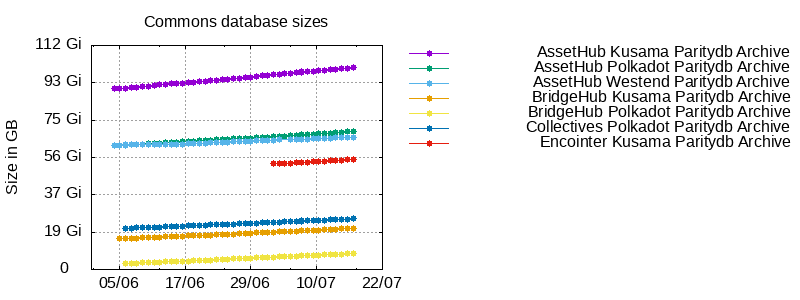 Commons database sizes
Size in GB
112 Gi
93 Gi
75 Gi
56 Gi
37 Gi
19 Gi
0
05/06 17/06 29/06 10/07 22/07
AssetHub Kusama Paritydb Archive
AssetHub Polkadot Paritydb Archive
AssetHub Westend Paritydb Archive
BridgeHub Kusama Paritydb Archive
BridgeHub Polkadot Paritydb Archive
Collectives Polkadot Paritydb Archive
Encointer Kusama Paritydb Archive